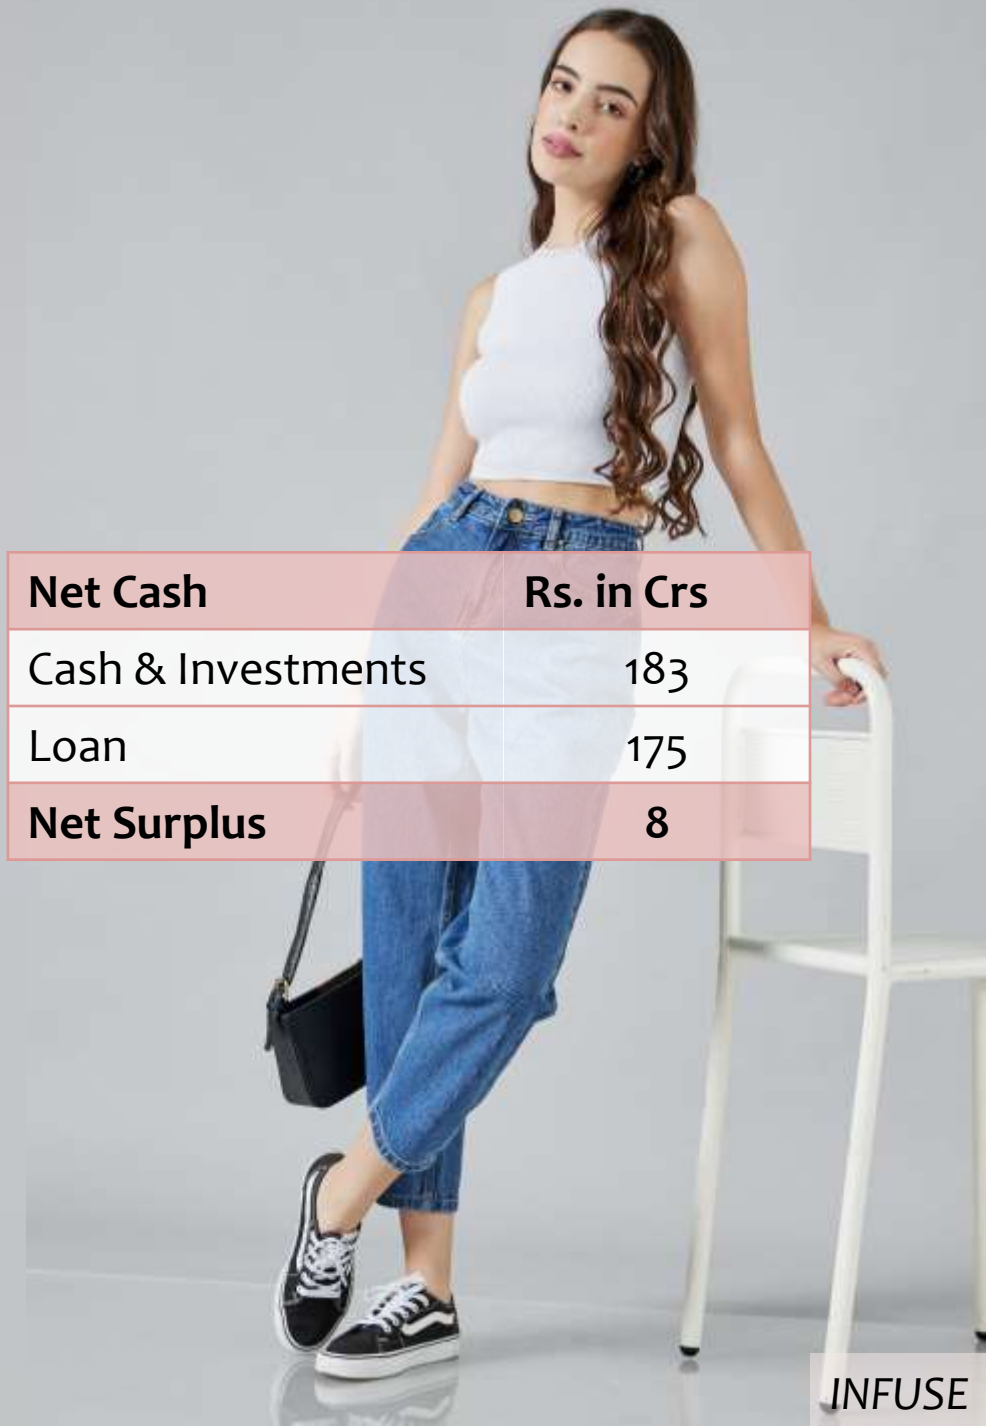 Net Cash Rs. in Crs
Cash & Investments 183
Loan 175
Net Surplus 8
INFUSE